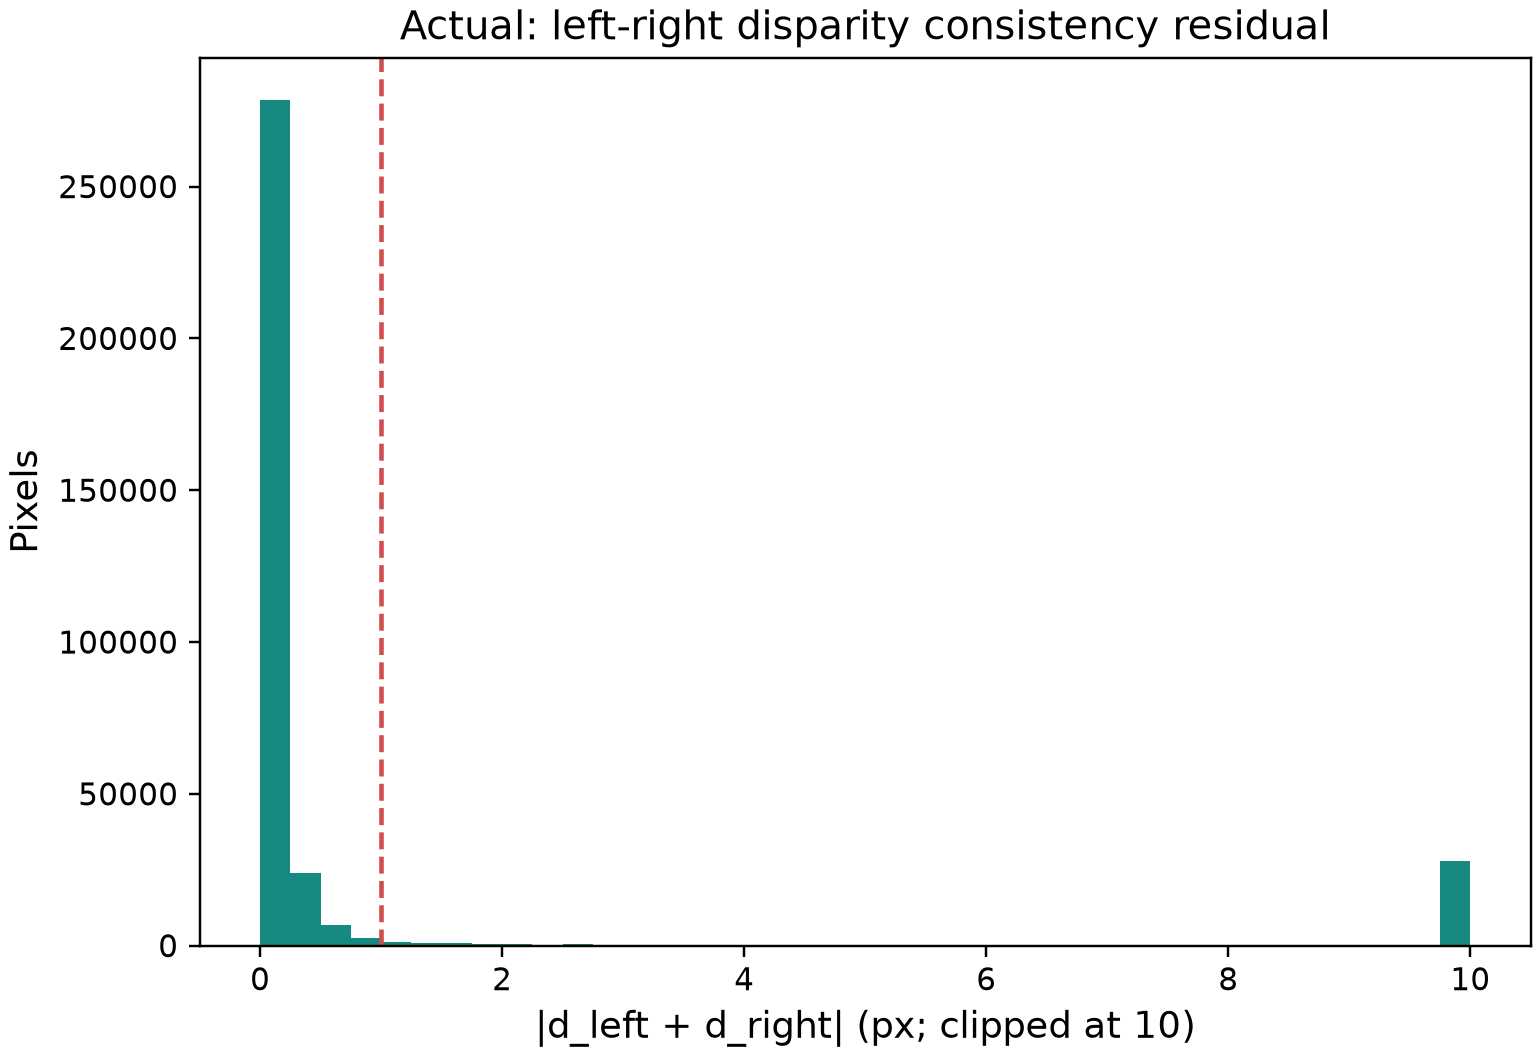 Actual: left-right disparity consistency residual
Pixels
250000
200000
150000
100000
50000
0
0 2 4 6 8 10
|d_left + d_right| (px; clipped at 10)